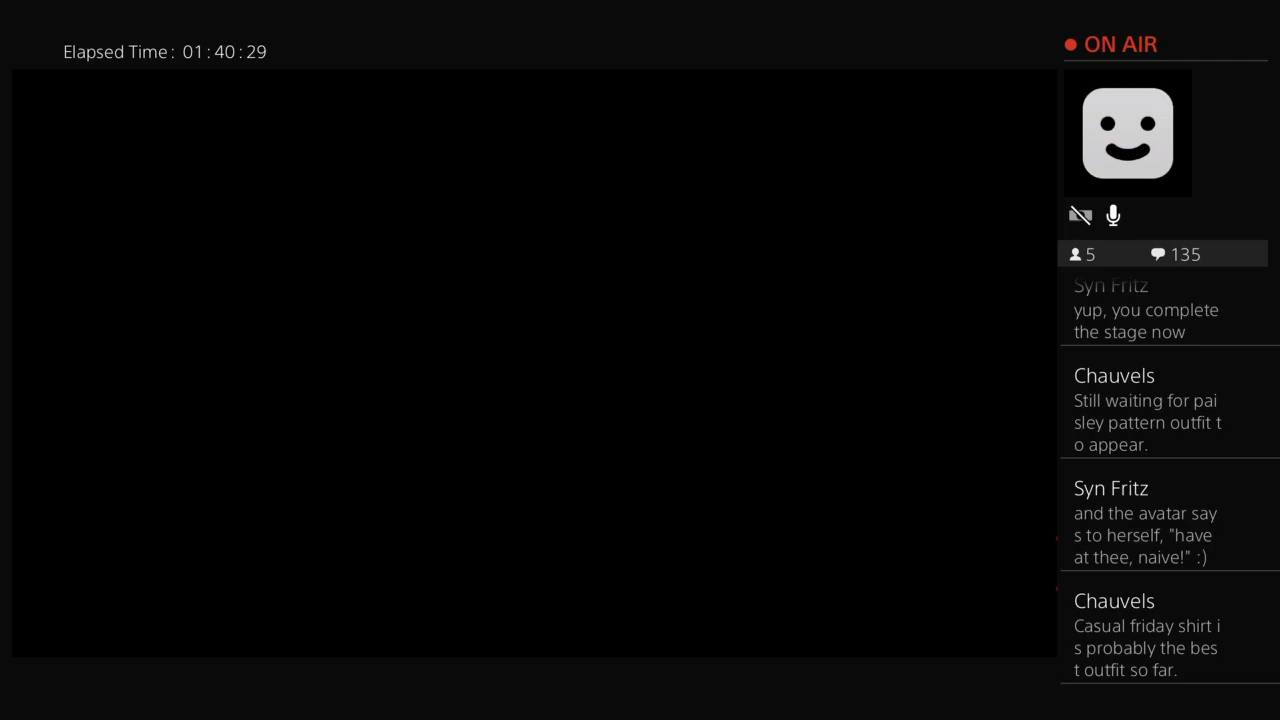 Elapsed Time: 01:40:29
ON AIR
5 135
Syn Fritz
yup, you complete
the stage now
Chauvels
Still waiting for pai
sley pattern outfit t
o appear.
Syn Fritz
and the avatar say
s to herself, "have
at thee, naive!" :)
Chauvels
Casual friday shirt i
s probably the bes
t outfit so far.